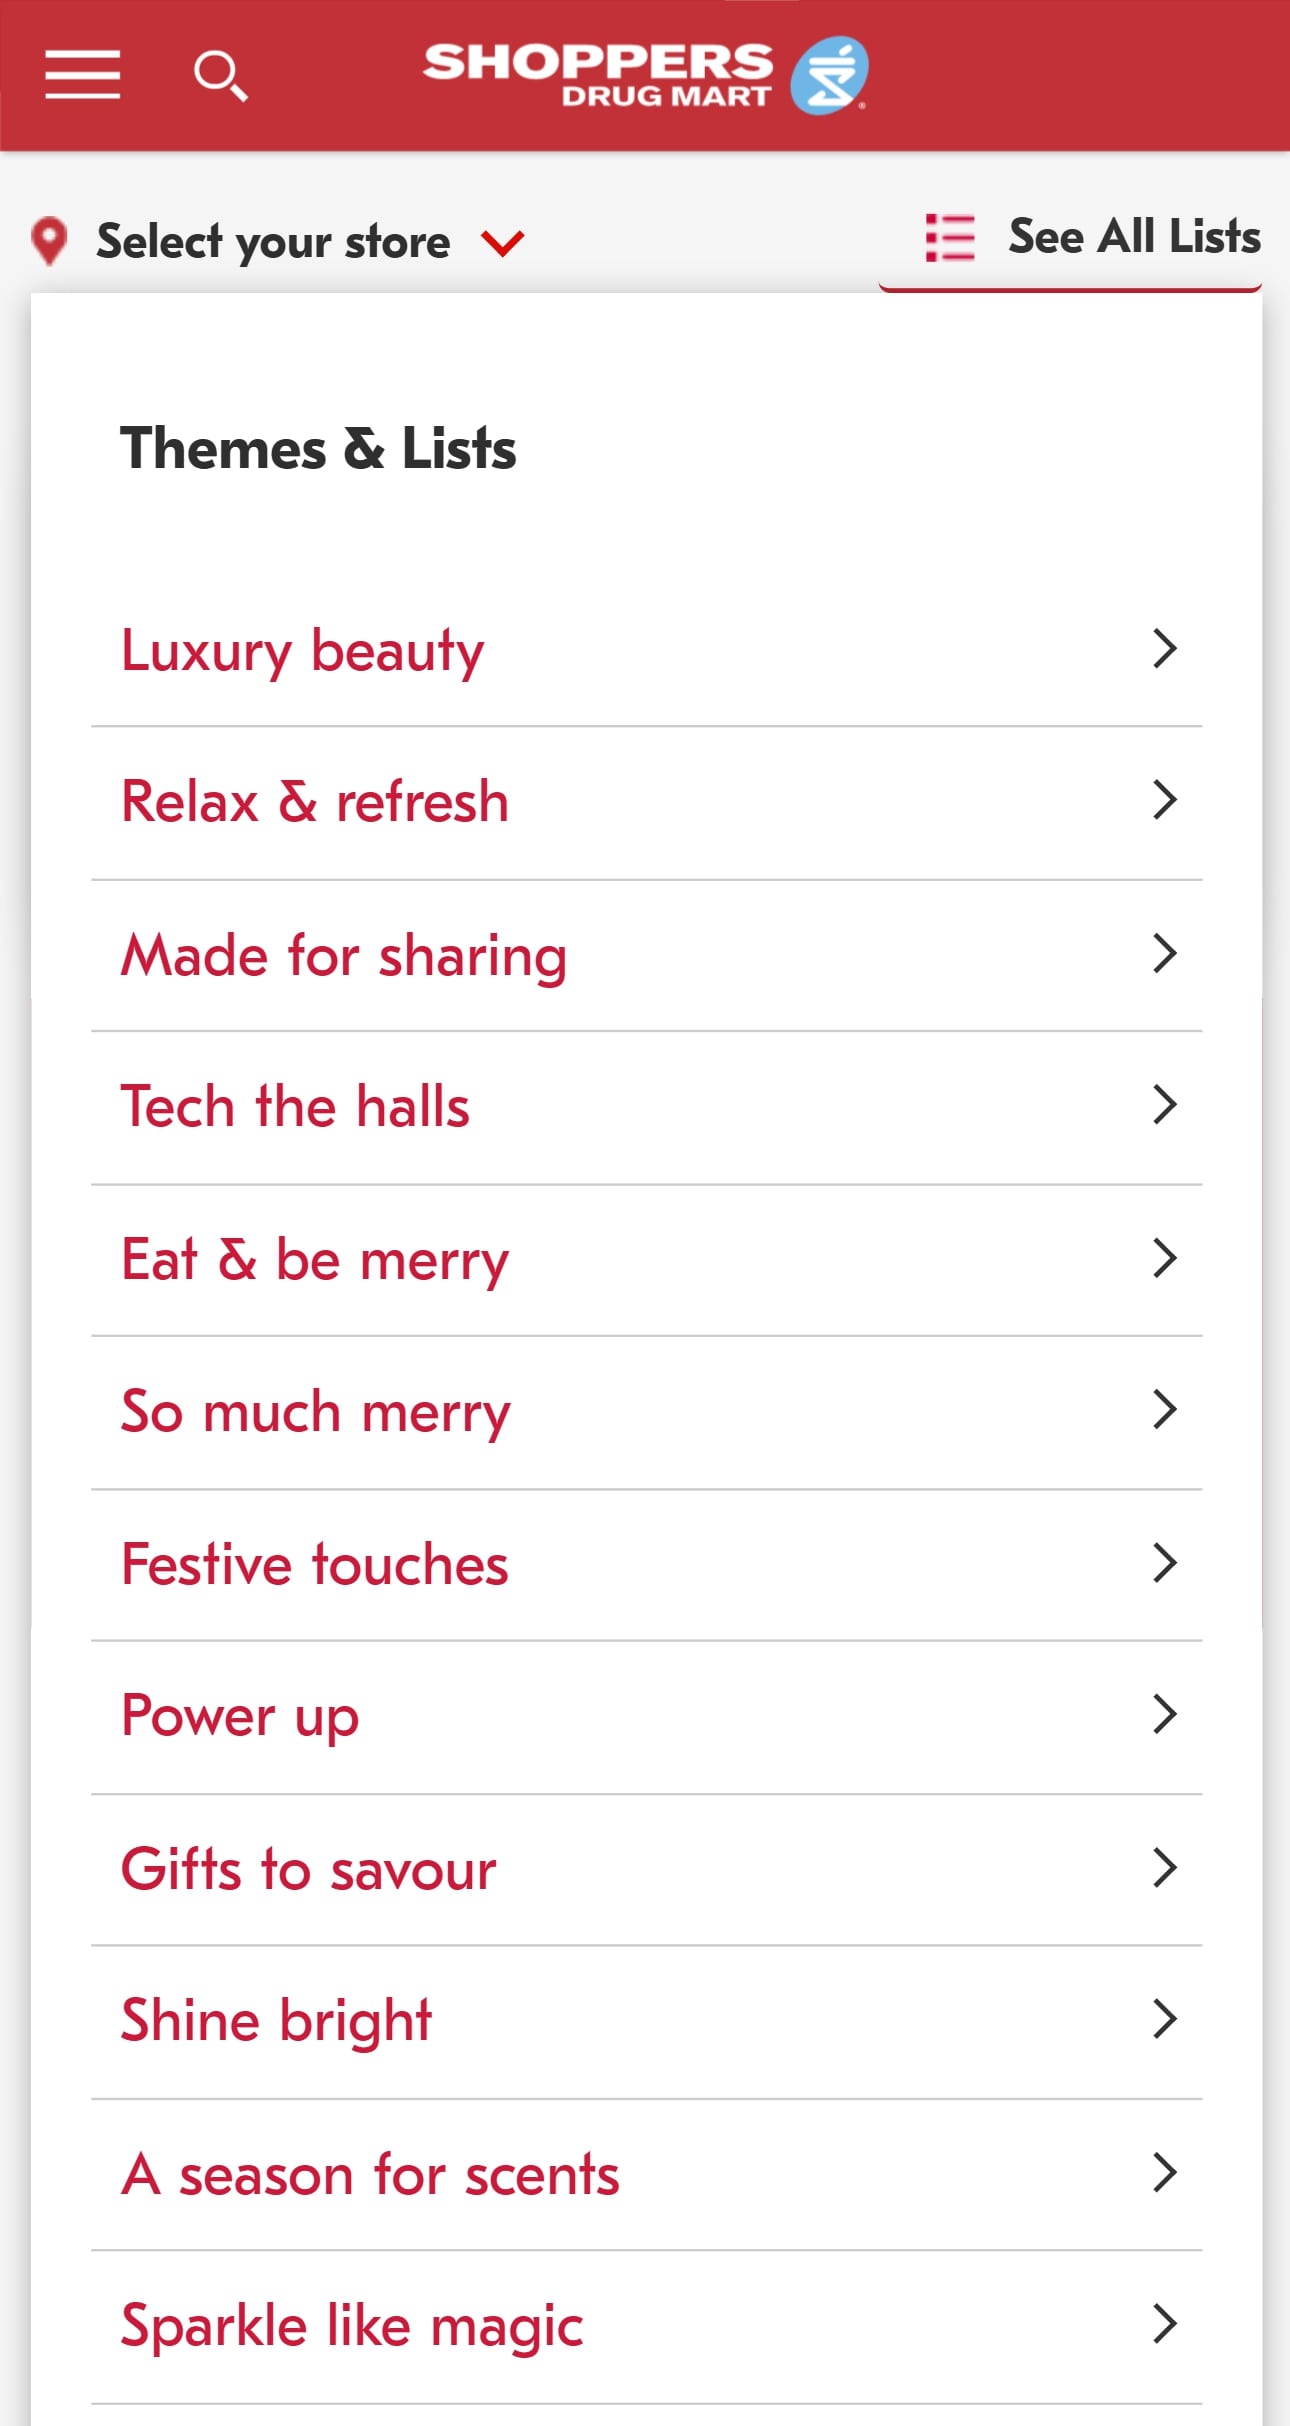 SHOPPERS
DRUG MART
Select your store
See All Lists
Themes & Lists
Luxury beauty
Relax & refresh
Made for sharing
Tech the halls
Eat & be merry
So much merry
Festive touches
Power up
Gifts to savour
Shine bright
A season for scents
Sparkle like magic